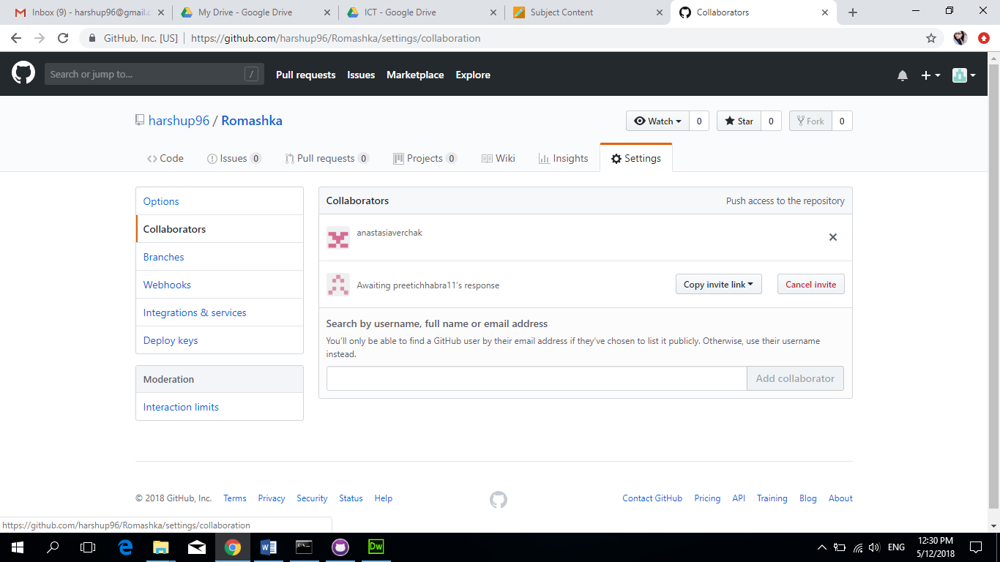 Inbox (9) - harshup96@gmail.c
My Drive - Google Drive
ICT - Google Drive
Subject Content
Collaborators
GitHub, Inc. [US] https://github.com/harshup96/Romashka/settings/collaboration
Search or jump to... /
Pull requests Issues Marketplace Explore
harshup96 / Romashka
Watch 0 Star 0 Fork 0
Code Issues 0 Pull requests 0 Projects 0 Wiki Insights Settings
Options
Collaborators
Branches
Webhooks
Integrations & services
Deploy keys
Moderation
Interaction limits
Collaborators Push access to the repository
anastasiaverchak
Awaiting preetichhabra11's response Copy invite link Cancel invite
Search by username, full name or email address
You'll only be able to find a GitHub user by their email address if they've chosen to list it publicly. Otherwise, use their username
instead.
Add collaborator
© 2018 GitHub, Inc. Terms Privacy Security Status Help
Contact GitHub Pricing API Training Blog About
https://github.com/harshup96/Romashka/settings/collaboration
Dw
ENG
12:30 PM
5/12/2018